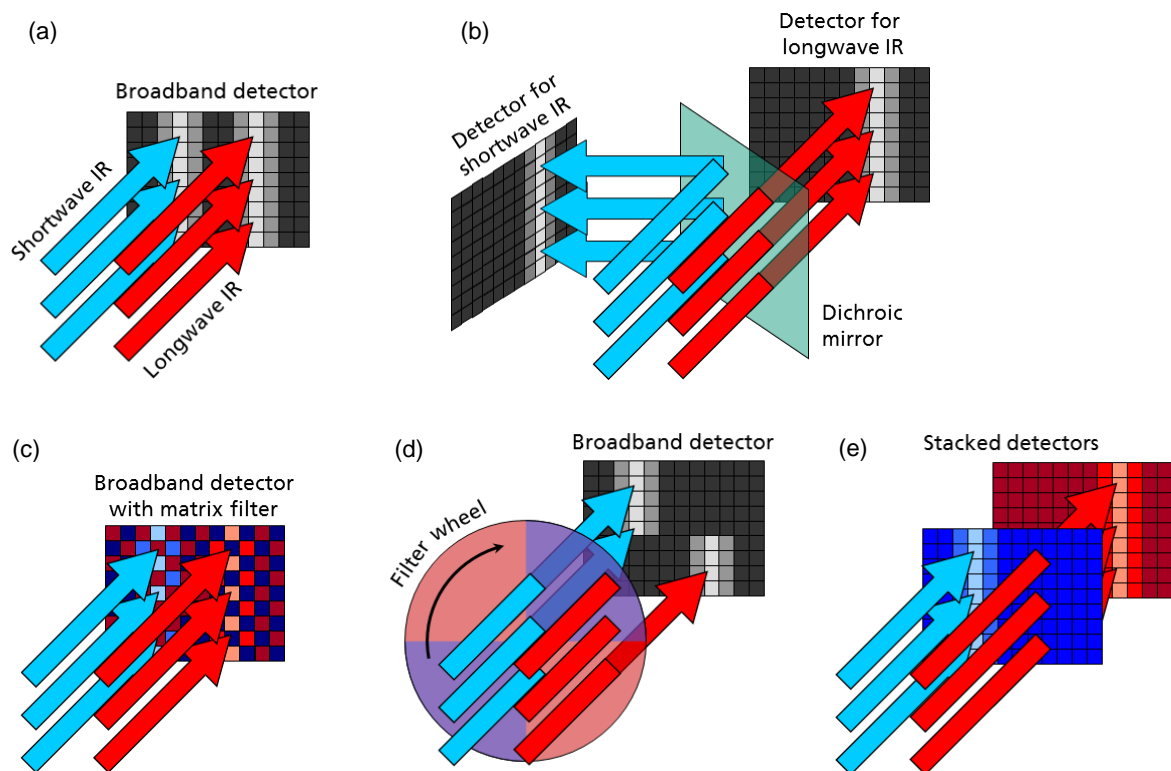 (a)
Broadband detector
Shortwave IR
Longwave IR
(b)
Detector for
longwave IR
Detector for
shortwave IR
Dichroic
mirror
(c)
Broadband detector
with matrix filter
(d)
Broadband detector
Filter wheel
(e)
Stacked detectors